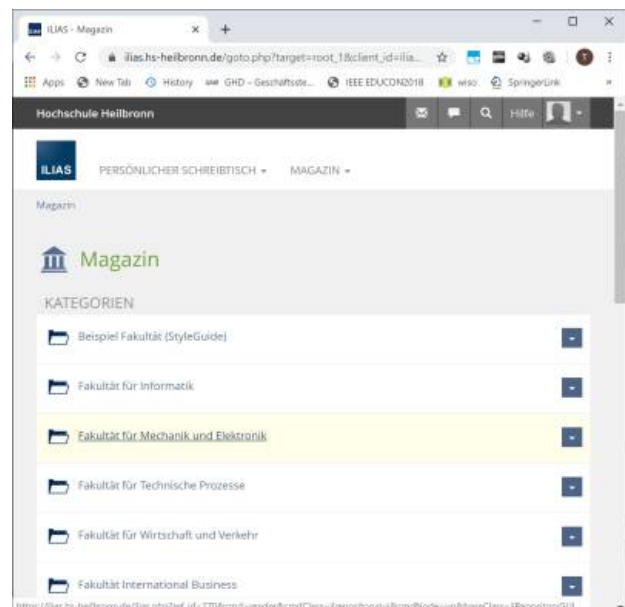 ILIAS - Magazin
ilias.hs-heilbronn.de/goto.php?target=root_1&client_id=ilia...
Apps New Tab History GHD - Geschäftsste... IEEE EDUCON2018 wiso: SpringerLink
Hochschule Heilbronn Hilfe
ILIAS PERSÖNLICHER SCHREIBTISCH MAGAZIN
Magazin
Magazin
KATEGORIEN
Beispiel Fakultät (StyleGuide)
Fakultät für Informatik
Fakultät für Mechanik und Elektronik
Fakultät für Technische Prozesse
Fakultät für Wirtschaft und Verkehr
Fakultät International Business